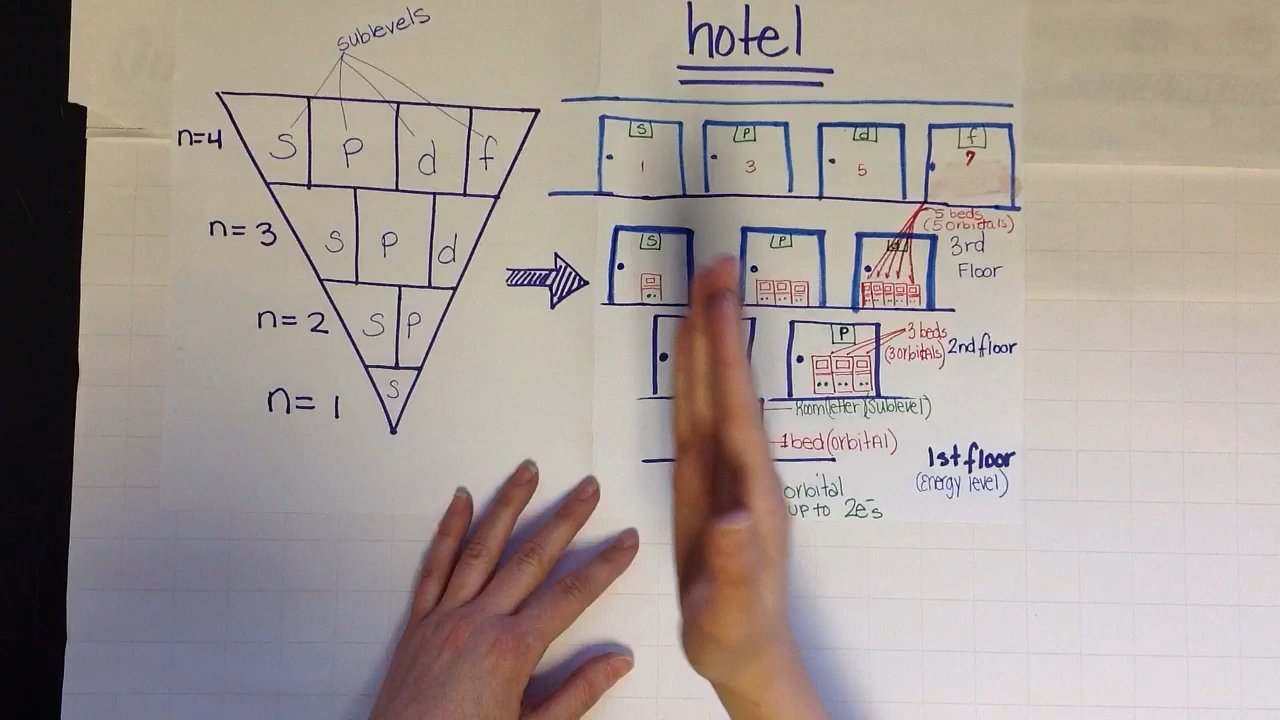 sublevels
hotel
n=4
S P d f
n=3
S P d
n=2
S P
n=1
S
S P d f
1 3 5 7
5 beds
(5 orbitals)
3rd
Floor
S P d
P
3 beds
(3 orbitals)
2nd floor
Room letter (Sublevel)
1 bed (orbital)
1st floor
(Energy level)
orbital
up to 2e-s